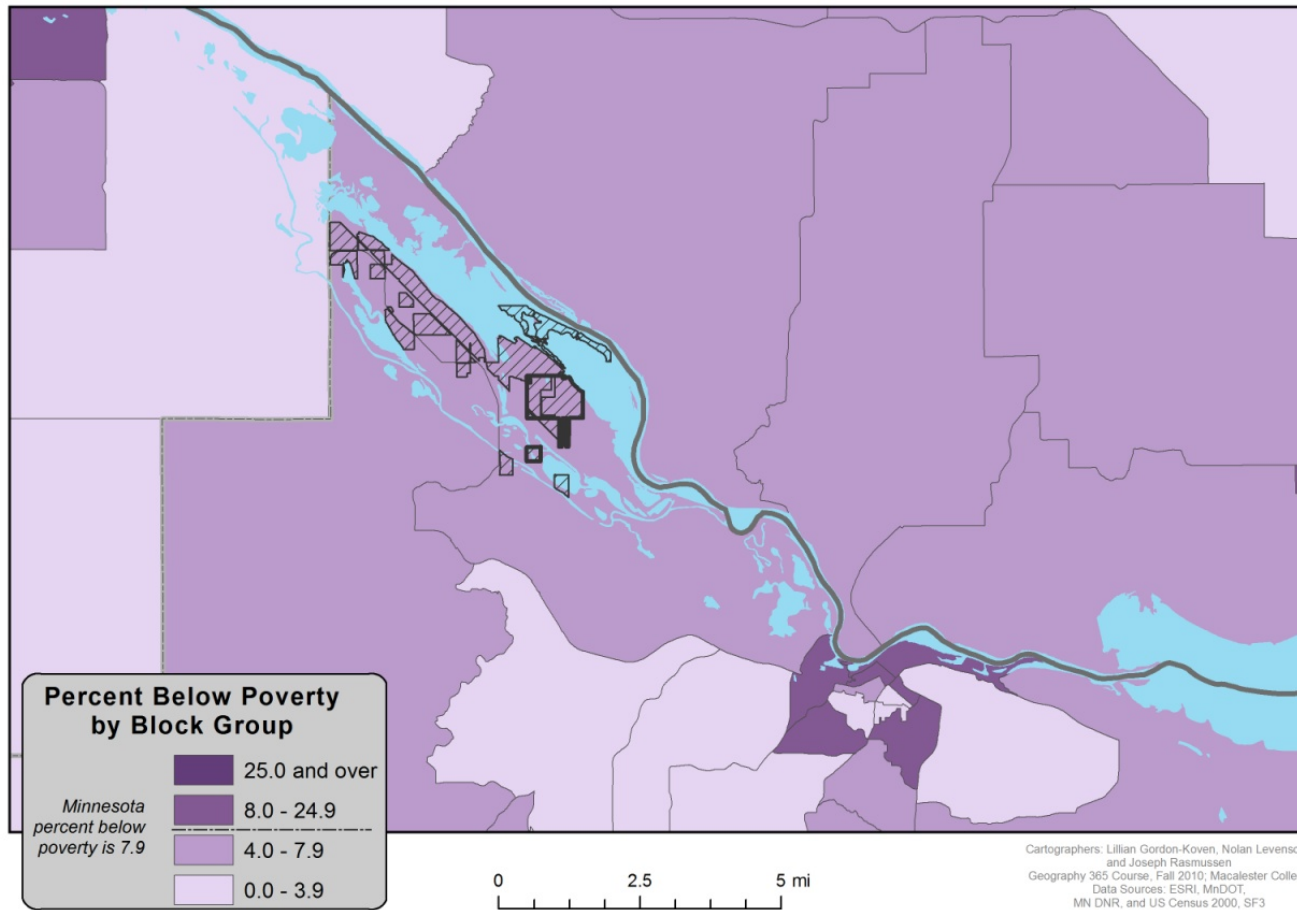 Percent Below Poverty
by Block Group
25.0 and over
8.0 - 24.9
Minnesota
percent below
poverty is 7.9
4.0 - 7.9
0.0 - 3.9
0 2.5 5 mi
Cartographers: Lillian Gordon-Koven, Nolan Levenso
and Joseph Rasmussen
Geography 365 Course, Fall 2010; Macalester Colle
Data Sources: ESRI, MnDOT,
MN DNR, and US Census 2000, SF3